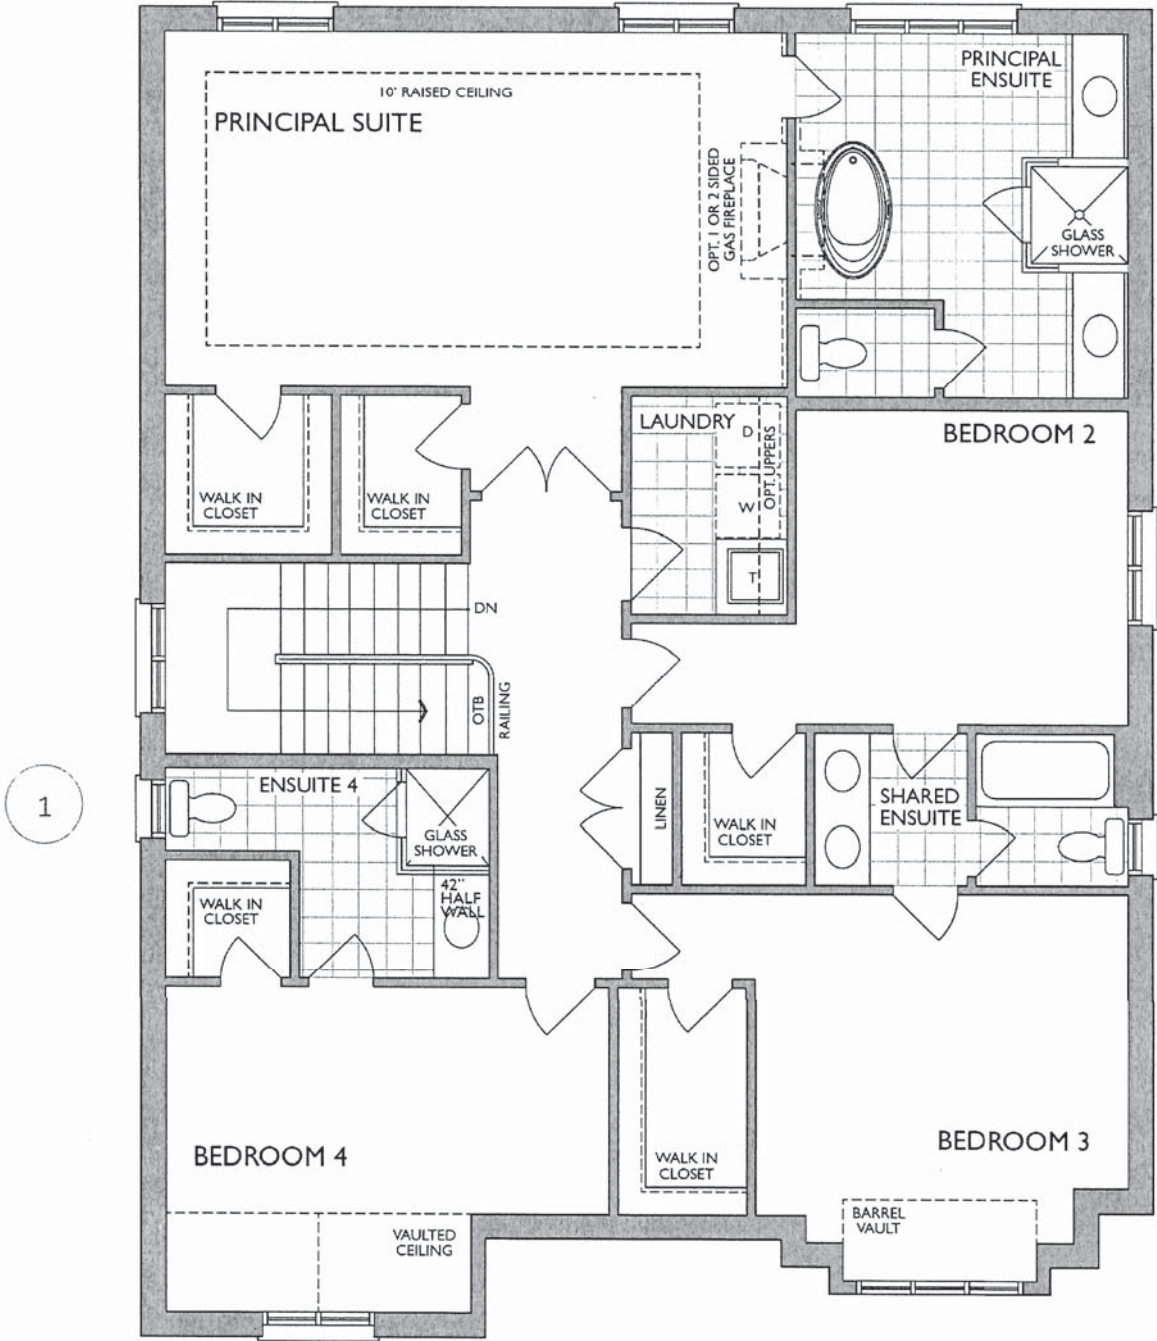 PRINCIPAL
ENSUITE
10' RAISED CEILING
PRINCIPAL SUITE
OPT. 1 OR 2 SIDED
GAS FIREPLACE
GLASS
SHOWER
LAUNDRY
D
OPT. UPPERS
W
T
BEDROOM 2
WALK IN
CLOSET
WALK IN
CLOSET
DN
OTB
RAILING
1
ENSUITE 4
GLASS
SHOWER
LINEN
WALK IN
CLOSET
SHARED
ENSUITE
42"
HALF
WALL
WALK IN
CLOSET
BEDROOM 4
WALK IN
CLOSET
BEDROOM 3
VAULTED
CEILING
BARREL
VAULT